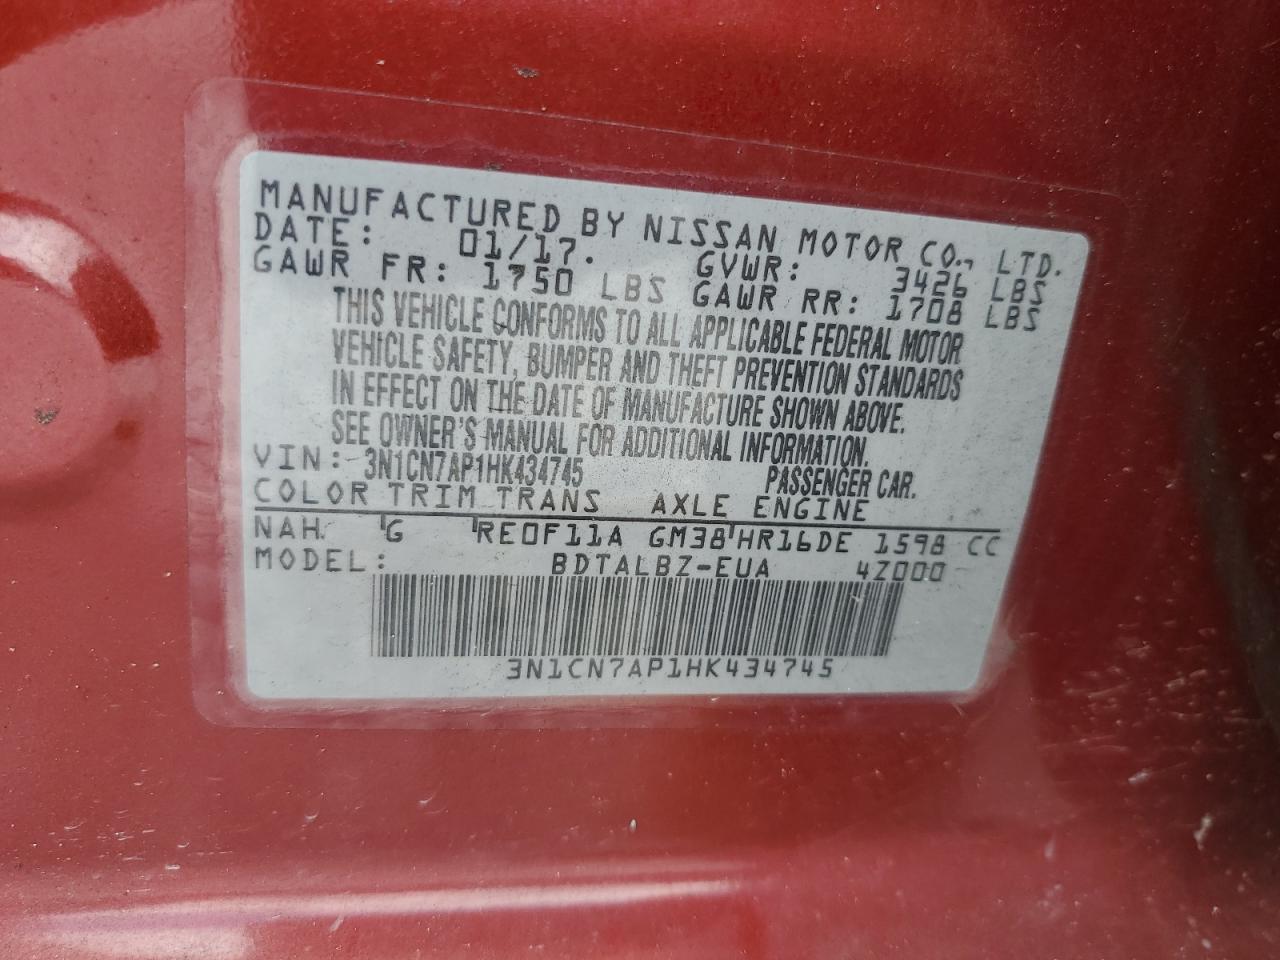 MANUFACTURED BY NISSAN MOTOR CO., LTD.
DATE: 01/17. GVWR: 3426 LBS
GAWR FR: 1750 LBS GAWR RR: 1708 LBS
THIS VEHICLE CONFORMS TO ALL APPLICABLE FEDERAL MOTOR
VEHICLE SAFETY, BUMPER AND THEFT PREVENTION STANDARDS
IN EFFECT ON THE DATE OF MANUFACTURE SHOWN ABOVE.
SEE OWNER'S MANUAL FOR ADDITIONAL INFORMATION.
VIN: 3N1CN7AP1HK434745 PASSENGER CAR.
COLOR TRIM TRANS AXLE ENGINE
NAH G RE0F11A GM38 HR16DE 1598 CC
MODEL: BDTALBZ-EUA 4Z000
3N1CN7AP1HK434745